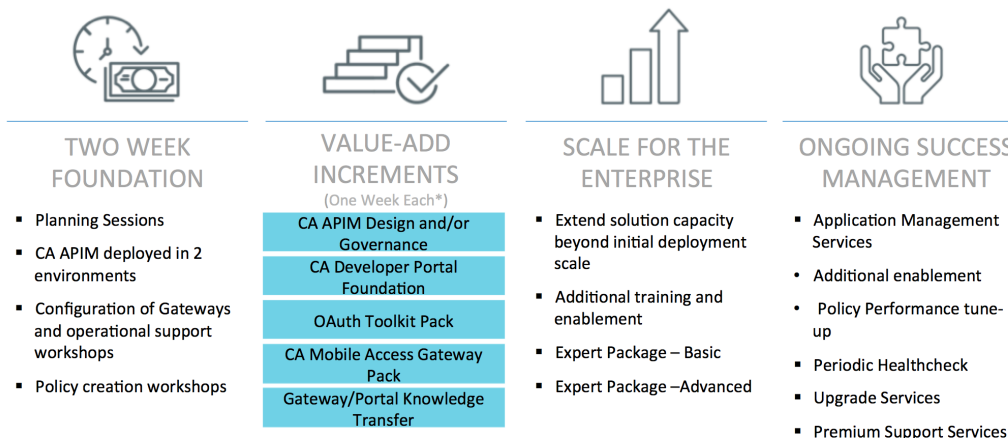 TWO WEEK
FOUNDATION
▪ Planning Sessions
▪ CA APIM deployed in 2
environments
▪ Configuration of Gateways
and operational support
workshops
▪ Policy creation workshops
VALUE-ADD
INCREMENTS
(One Week Each*)
CA APIM Design and/or
Governance
CA Developer Portal
Foundation
OAuth Toolkit Pack
CA Mobile Access Gateway
Pack
Gateway/Portal Knowledge
Transfer
SCALE FOR THE
ENTERPRISE
▪ Extend solution capacity
beyond initial deployment
scale
▪ Additional training and
enablement
▪ Expert Package – Basic
▪ Expert Package –Advanced
ONGOING SUCCESS
MANAGEMENT
▪ Application Management
Services
• Additional enablement
• Policy Performance tune-
up
▪ Periodic Healthcheck
▪ Upgrade Services
▪ Premium Support Services